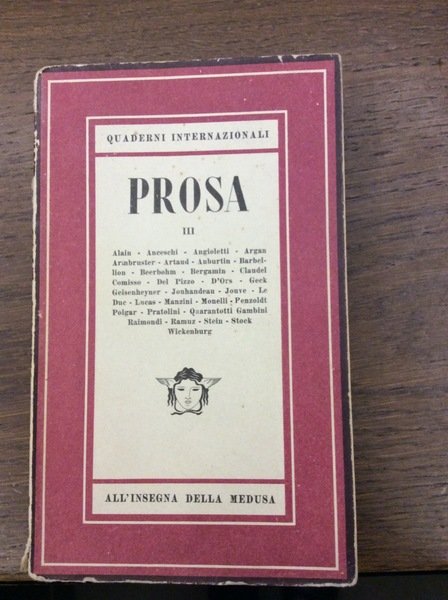 QUADERNI INTERNAZIONALI
PROSA
III
Alain - Anceschi - Angioletti - Argan
Armbruster - Artaud - Auburtin - Barbel-
lion - Beerbohm - Bergamin - Claudel
Comisso - Del Pizzo - D'Ors - Geck
Geisenheyner - Jouhandeau - Jouve - Le
Duc - Lucas - Manzini - Monelli - Penzoldt
Polgar - Pratolini - Quarantotti Gambini
Raimondi - Ramuz - Stein - Stock
Wickenburg
ALL'INSEGNA DELLA MEDUSA